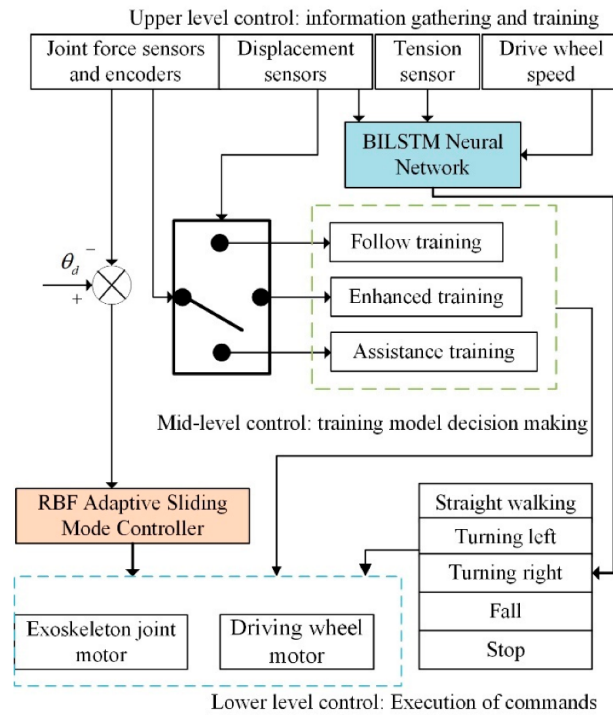 Upper level control: information gathering and training
Joint force sensors
and encoders
Displacement
sensors
Tension
sensor
Drive wheel
speed
BILSTM Neural
Network
θd
−
+
Follow training
Enhanced training
Assistance training
Mid-level control: training model decision making
RBF Adaptive Sliding
Mode Controller
Straight walking
Turning left
Turning right
Fall
Stop
Exoskeleton joint
motor
Driving wheel
motor
Lower level control: Execution of commands